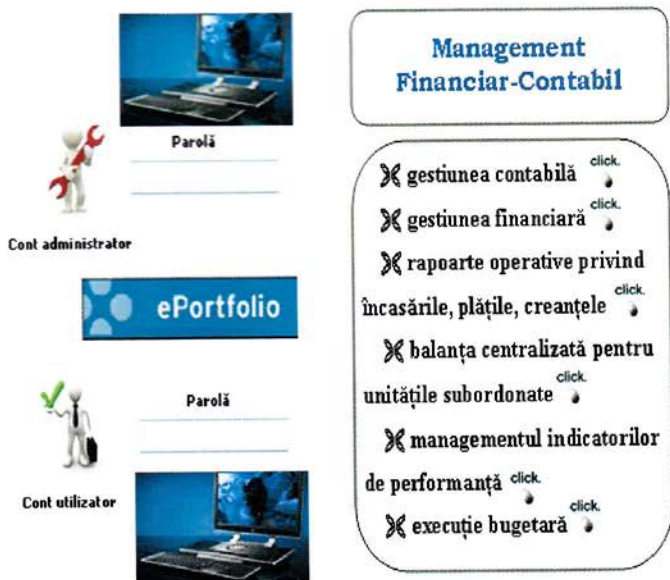 Parolă
Cont administrator
ePortfolio
Parolă
Cont utilizator
Management
Financiar-Contabil
gestiunea contabilă click.
gestiunea financiară click.
rapoarte operative privind
încasările, plățile, creanțele click.
balanța centralizată pentru
unitățile subordonate click.
managementul indicatorilor
de performanță click.
execuție bugetară click.